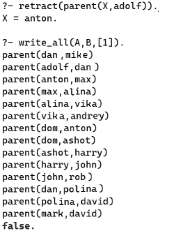 ?- retract(parent(X,adolf)).
X = anton.
?- write_all(A,B,[1]).
parent(dan,mike)
parent(adolf,dan)
parent(anton,max)
parent(max,alina)
parent(alina,vika)
parent(vika,andrey)
parent(dom,anton)
parent(dom,ashot)
parent(ashot,harry)
parent(harry,john)
parent(john,rob)
parent(dan,polina)
parent(polina,david)
parent(mark,david)
false.